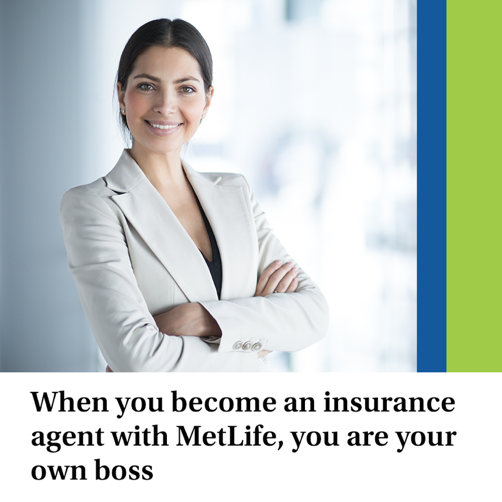 When you become an insurance
agent with MetLife, you are your
own boss